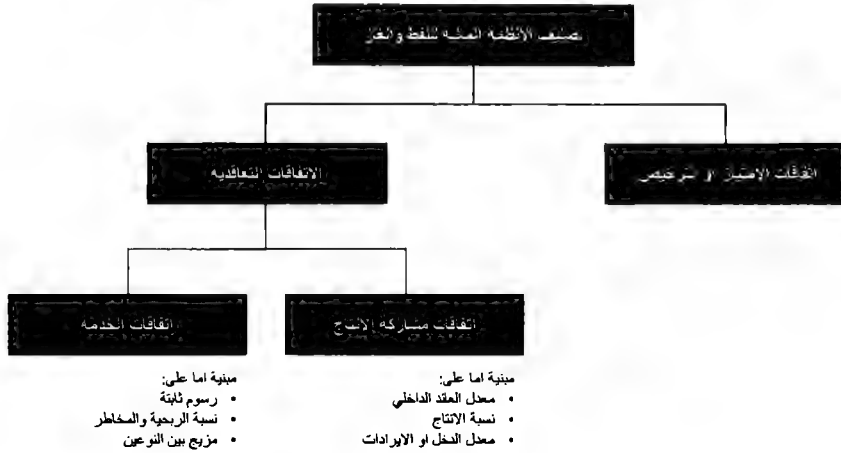 تصنيف الأنظمة المالية للنفط والغاز
اتفاقات الامتياز او الترخيص
الاتفاقات التعاقدية
اتفاقات مشاركة الانتاج
اتفاقات الخدمة
مبنية اما على:
• معدل العقد الداخلي
• نسبة الانتاج
• معدل الدخل او الايرادات
مبنية اما على:
• رسوم ثابتة
• نسبة الربحية والمخاطر
• مزيج بين النوعين